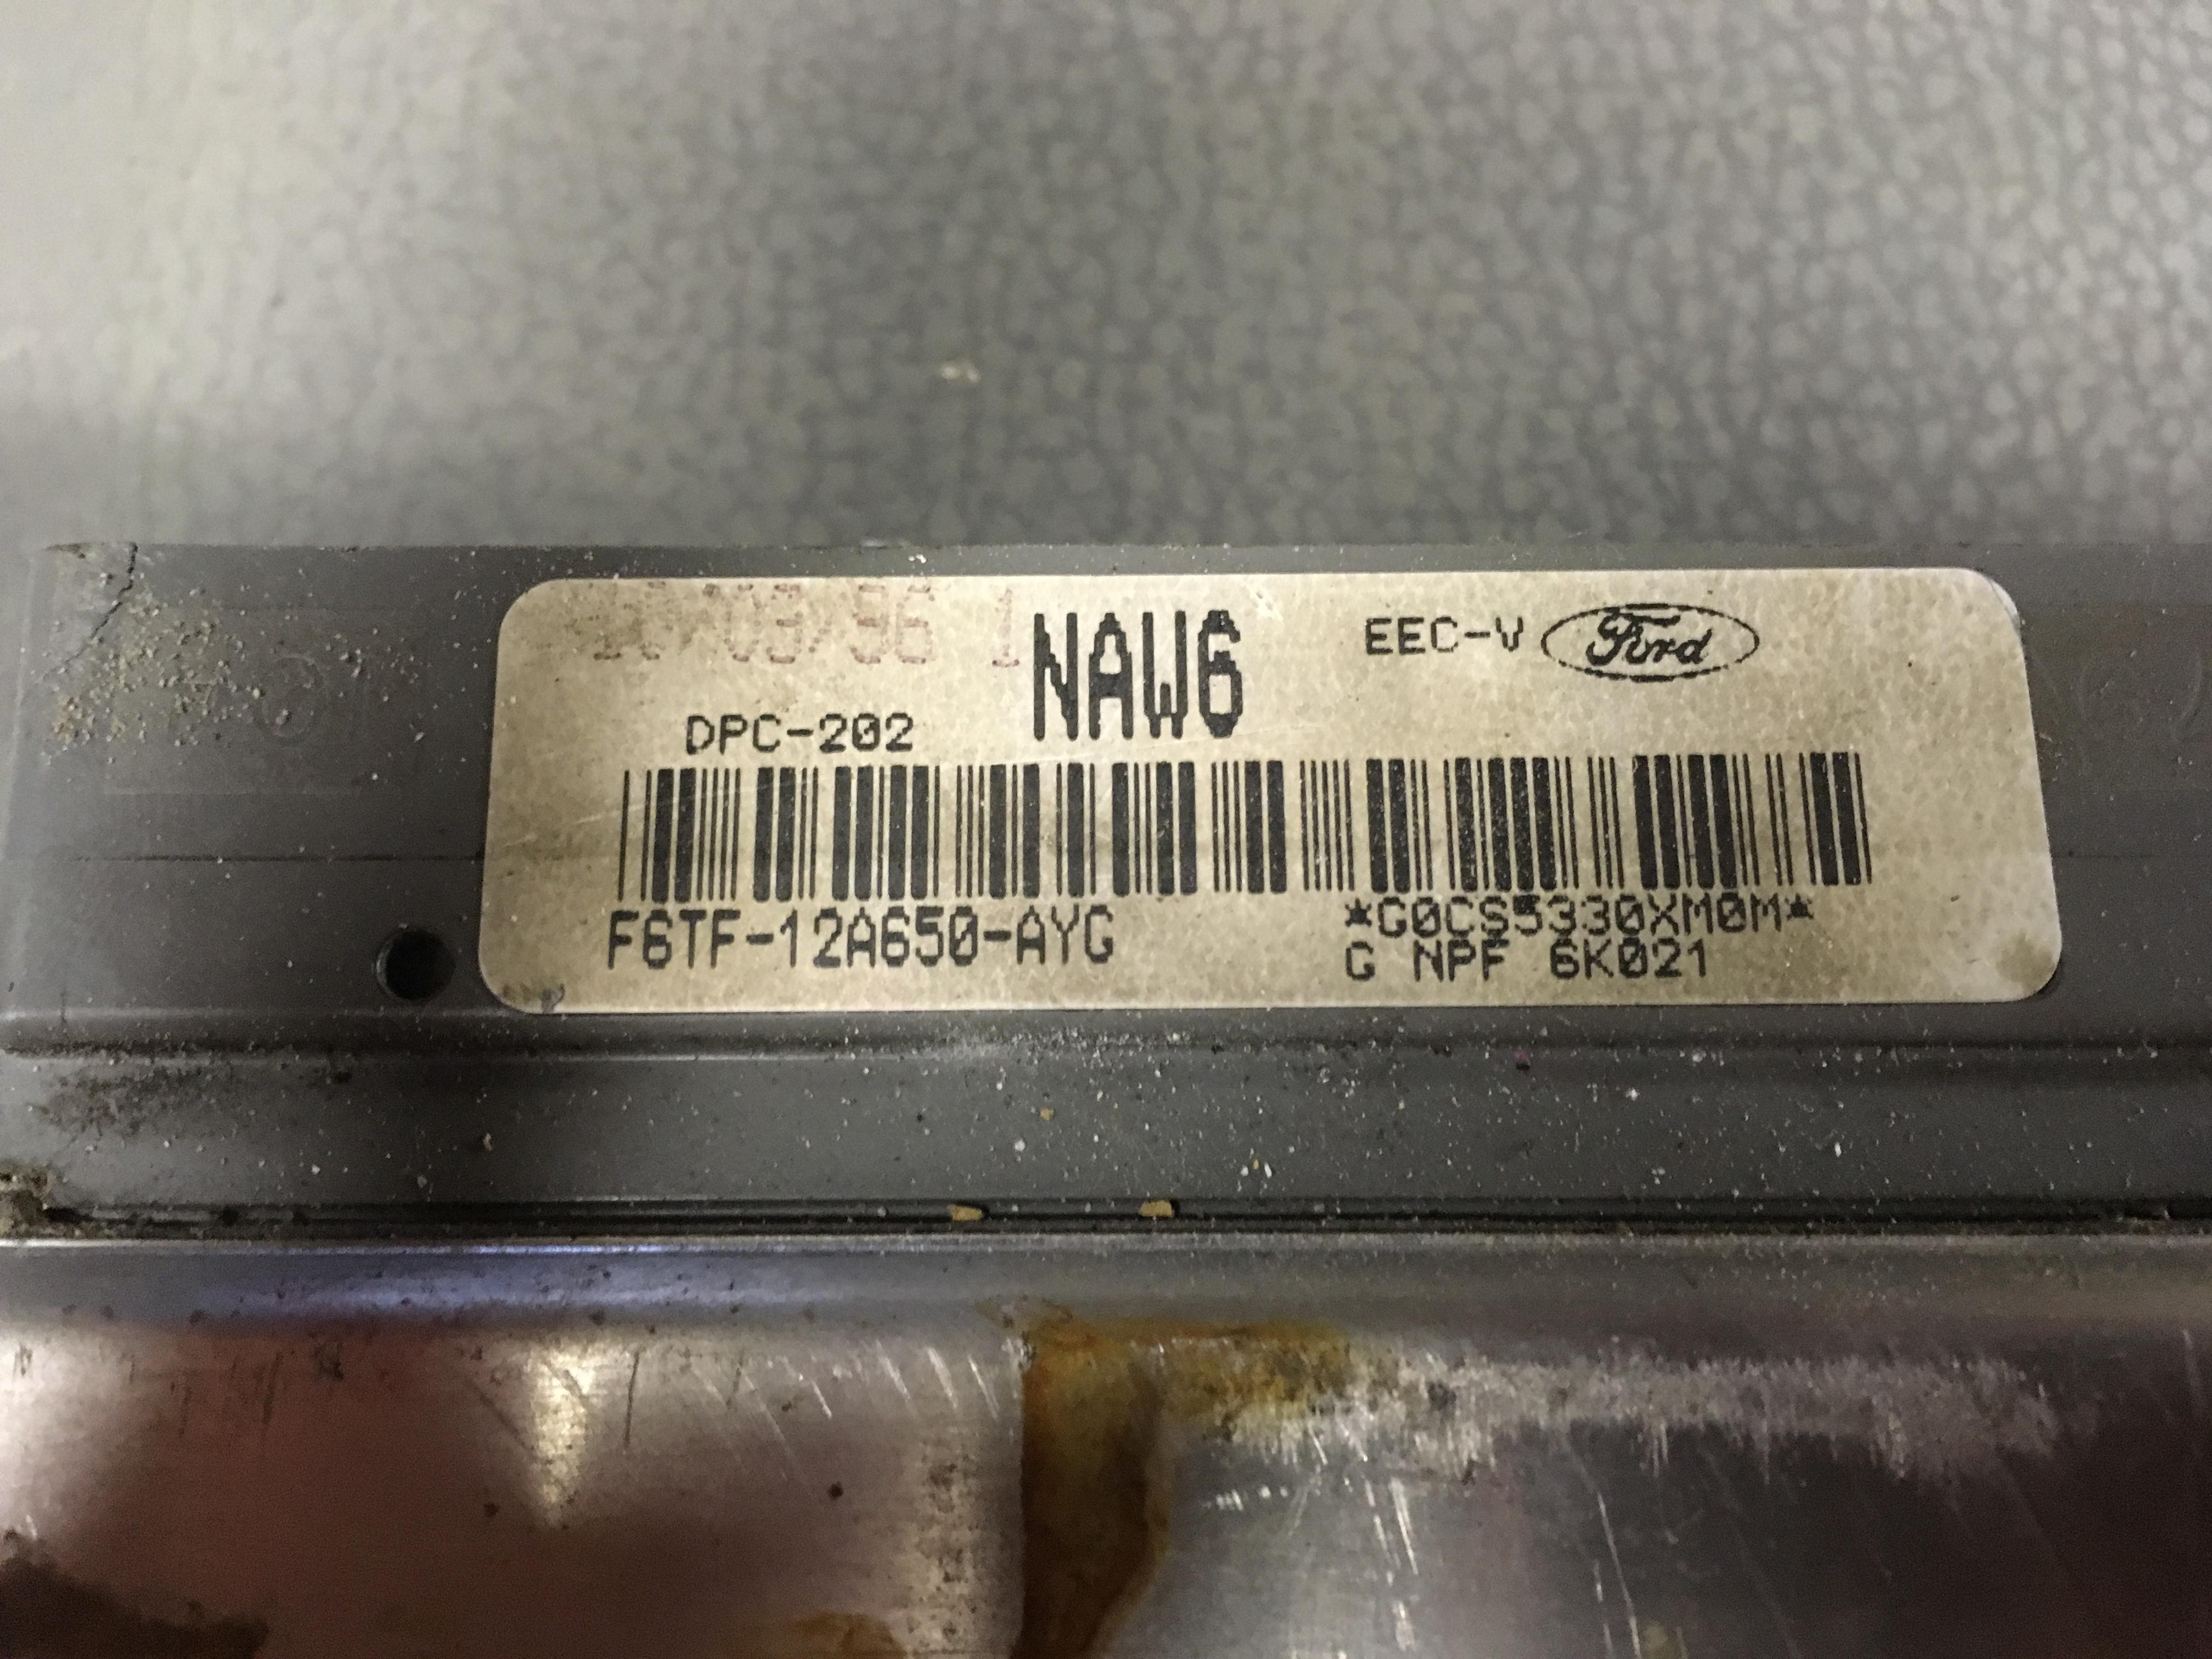 NAW6
EEC-V Ford
DPC-202
F6TF-12A650-AYG
*G0CS5330XM0M*
G NPF 6K021